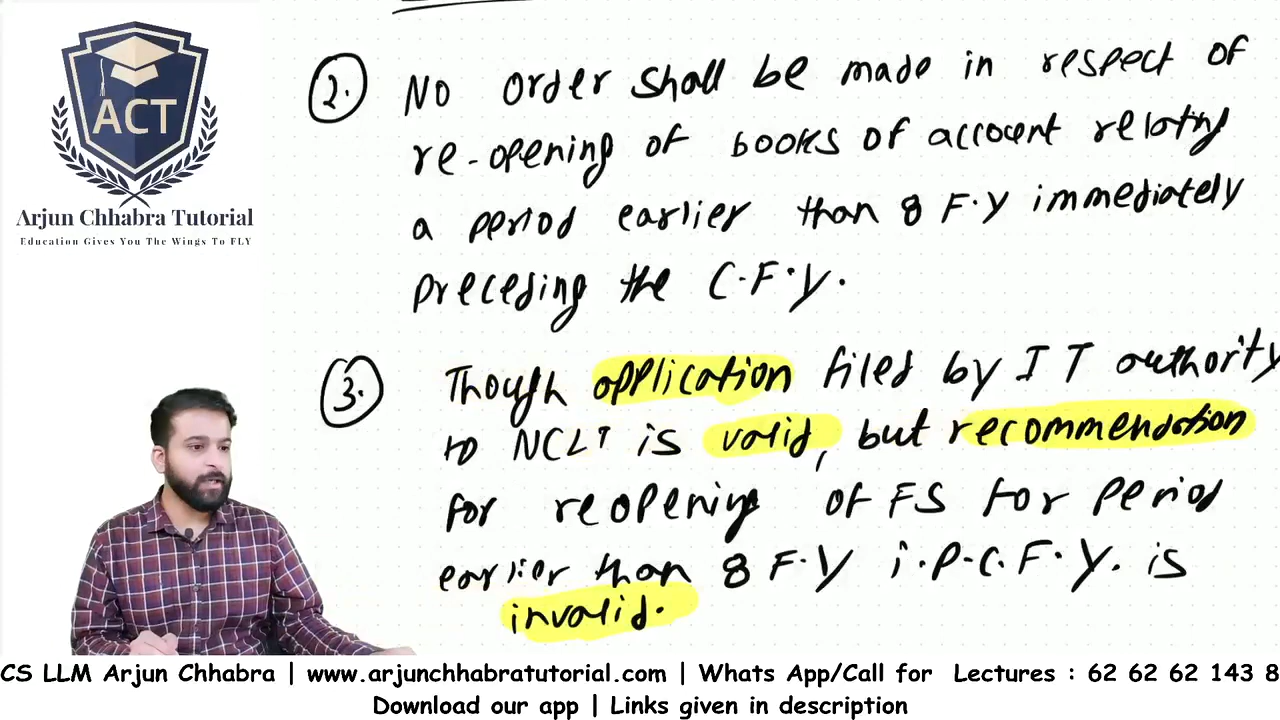 ACT
Arjun Chhabra Tutorial
Education Gives You The Wings To FLY
2. No order shall be made in respect of
re-opening of books of account relating
a period earlier than 8 F.Y immediately
preceding the C.F.Y.
3. Though application filed by IT authority
to NCLT is valid, but recommendation
for reopening of FS for period
earlier than 8 F.Y i.P.C.F.Y. is
invalid.
CS LLM Arjun Chhabra | www.arjunchhabratutorial.com | Whats App/Call for Lectures : 62 62 62 143 8
Download our app | Links given in description